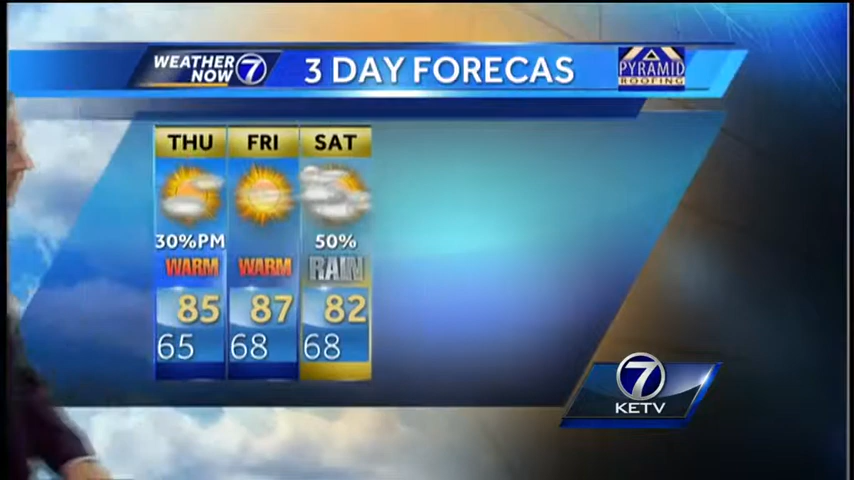 WEATHER
NOW 7
3 DAY FORECAS
PYRAMID
ROOFING
THU FRI SAT
30%PM 50%
WARM WARM RAIN
85 87 82
65 68 68
7
KETV